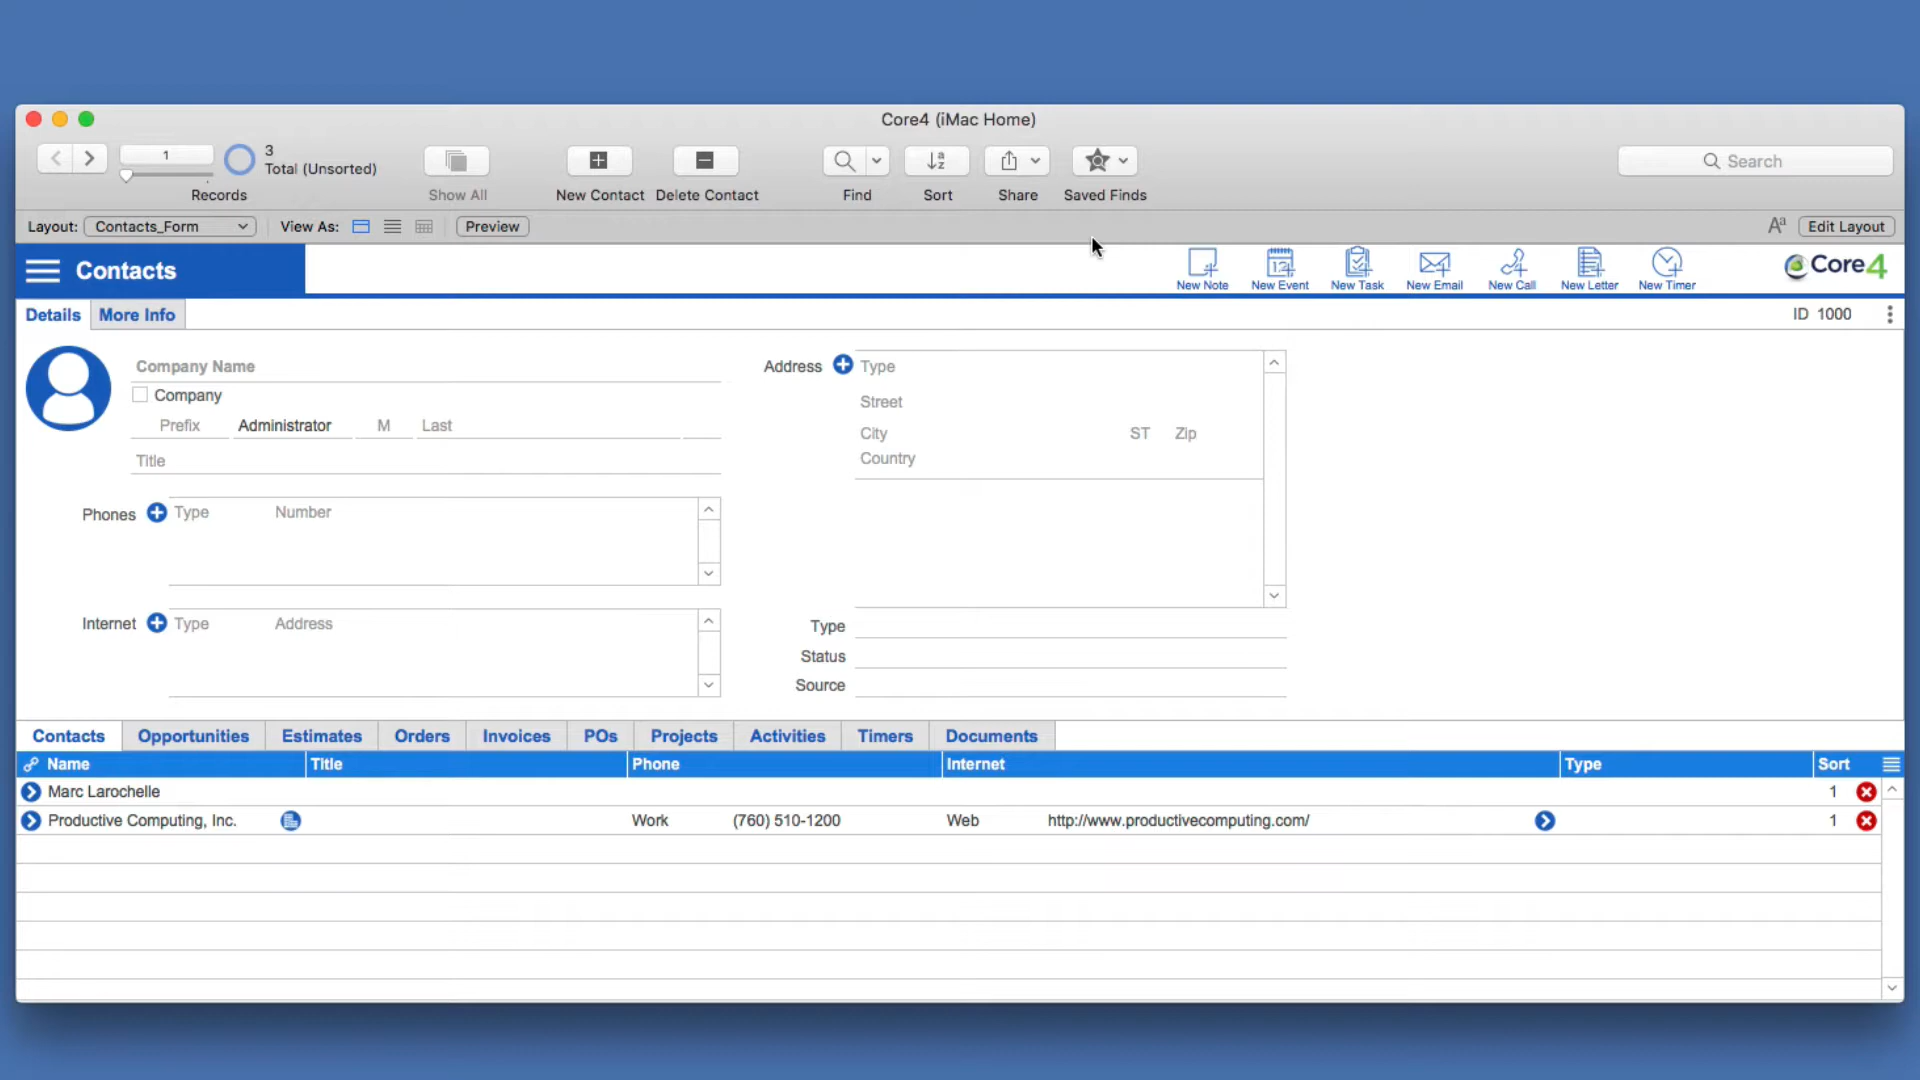 Core4 (iMac Home)
1
3
Total (Unsorted)
Records
Show All
New Contact
Delete Contact
Find
Sort
Share
Saved Finds
Search
Layout: Contacts_Form View As: Preview
Aa Edit Layout
Contacts
12
New Note New Event New Task New Email New Call New Letter New Timer
Core4
Details More Info
ID 1000
Company Name
Company
Prefix Administrator M Last
Title
Phones Type Number
Internet Type Address
Address Type
Street
City ST Zip
Country
Type
Status
Source
Contacts Opportunities Estimates Orders Invoices POs Projects Activities Timers Documents
Name Title Phone Internet Type Sort
Marc Larochelle 1
Productive Computing, Inc. Work (760) 510-1200 Web http://www.productivecomputing.com/ 1